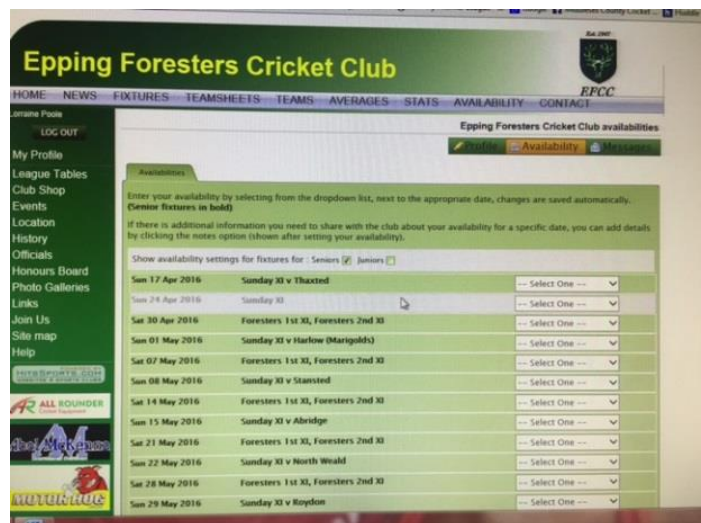 Est. 1947
Epping Foresters Cricket Club
EFCC
HOME NEWS FIXTURES TEAMSHEETS TEAMS AVERAGES STATS AVAILABILITY CONTACT
Lorraine Poole
LOG OUT
Epping Foresters Cricket Club availabilities
Profile Availability Messages
My Profile
League Tables
Club Shop
Events
Location
History
Officials
Honours Board
Photo Galleries
Links
Join Us
Site map
Help
HITSSPORTS.COM
ALL ROUNDER
Cricket Equipment
MOTOR HOG
Availabilities
Enter your availability by selecting from the dropdown list, next to the appropriate date, changes are saved automatically.
(Senior fixtures in bold)
If there is additional information you need to share with the club about your availability for a specific date, you can add details
by clicking the notes option (shown after setting your availability).
Show availability settings for fixtures for : Seniors Juniors
Sun 17 Apr 2016 Sunday XI v Thaxted -- Select One --
Sun 24 Apr 2016 Sunday XI -- Select One --
Sat 30 Apr 2016 Foresters 1st XI, Foresters 2nd XI -- Select One --
Sun 01 May 2016 Sunday XI v Harlow (Marigolds) -- Select One --
Sat 07 May 2016 Foresters 1st XI, Foresters 2nd XI -- Select One --
Sun 08 May 2016 Sunday XI v Stansted -- Select One --
Sat 14 May 2016 Foresters 1st XI, Foresters 2nd XI -- Select One --
Sun 15 May 2016 Sunday XI v Abridge -- Select One --
Sat 21 May 2016 Foresters 1st XI, Foresters 2nd XI -- Select One --
Sun 22 May 2016 Sunday XI v North Weald -- Select One --
Sat 28 May 2016 Foresters 1st XI, Foresters 2nd XI -- Select One --
Sun 29 May 2016 Sunday XI v Roydon -- Select One --